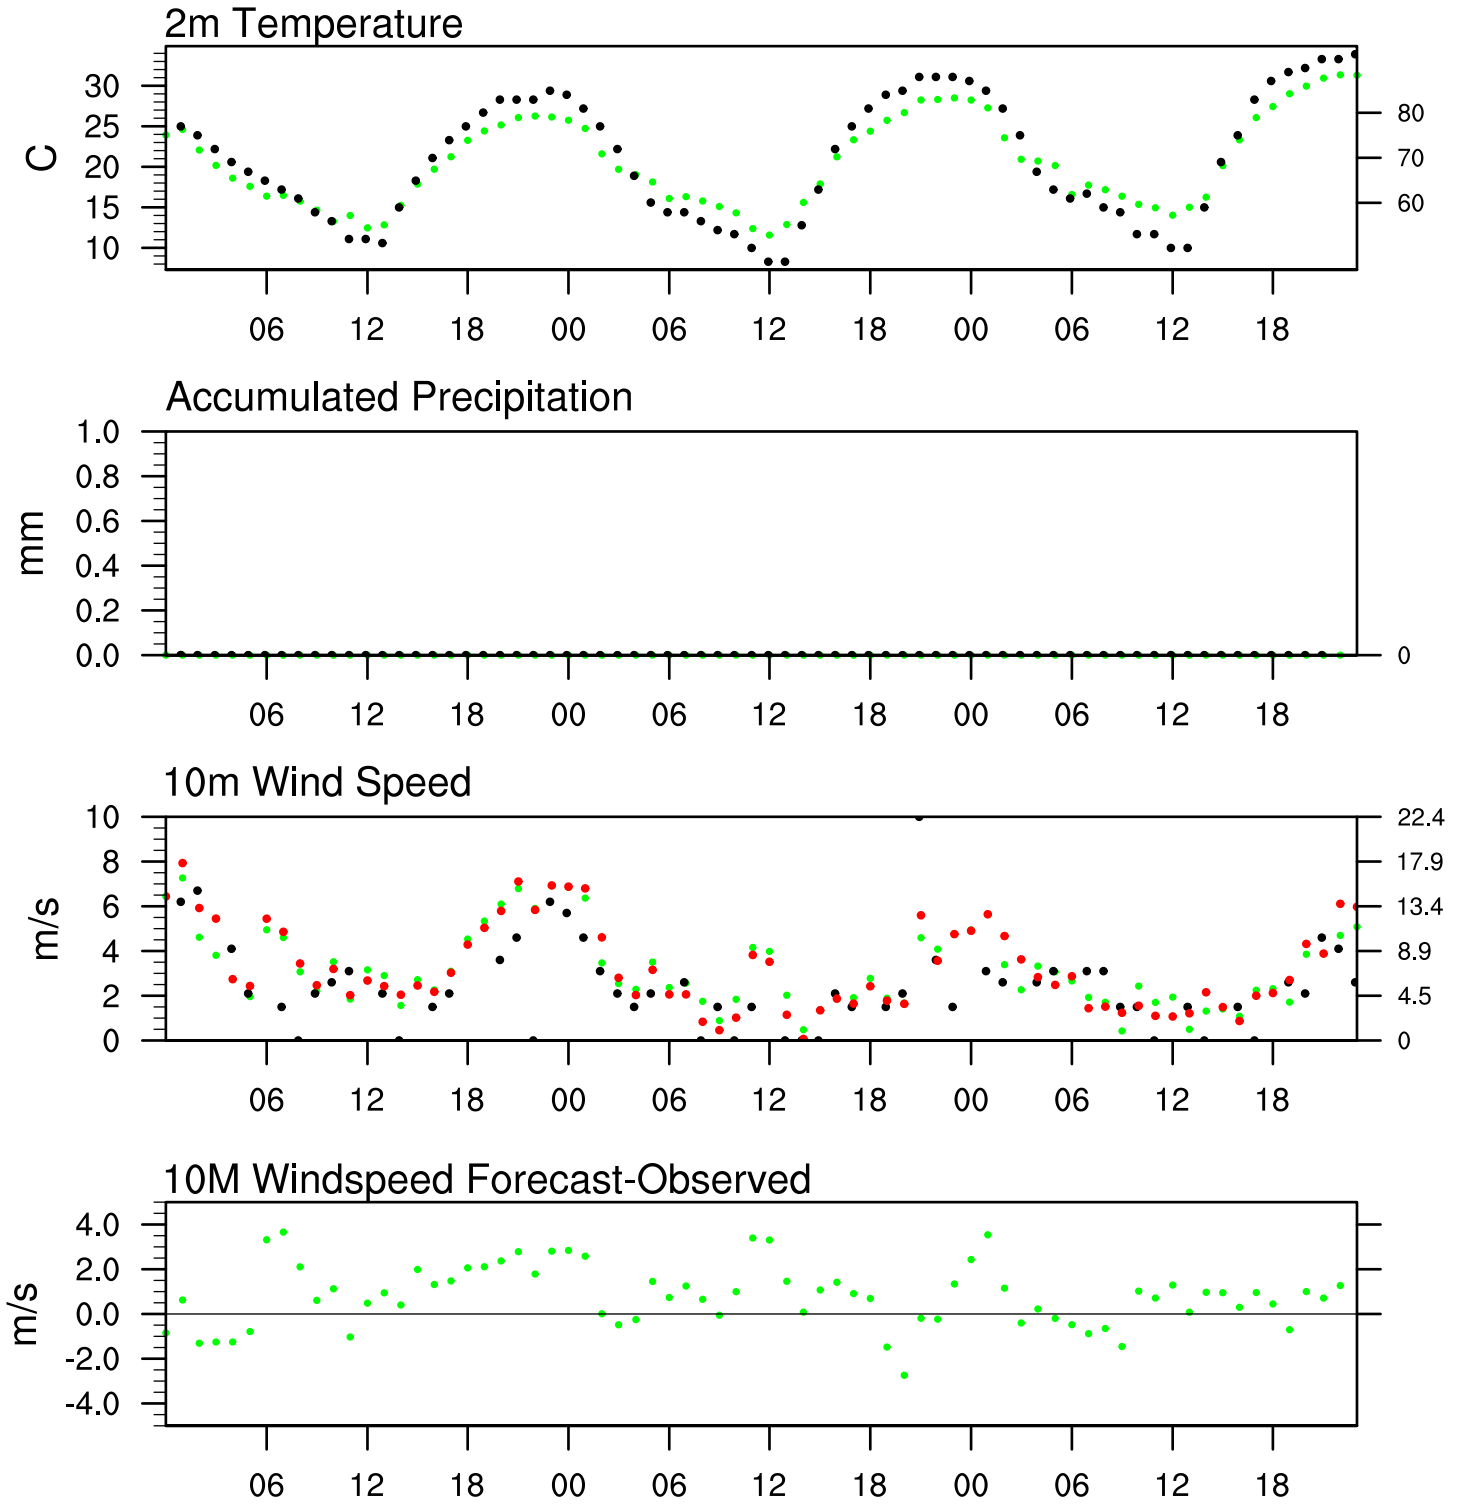 2m Temperature
30
25
20
15
10
C
80
70
60
06 12 18 00 06 12 18 00 06 12 18
Accumulated Precipitation
1.0
0.8
0.6
0.4
0.2
0.0
mm
0
06 12 18 00 06 12 18 00 06 12 18
10m Wind Speed
10
8
6
4
2
0
m/s
22.4
17.9
13.4
8.9
4.5
0
06 12 18 00 06 12 18 00 06 12 18
10M Windspeed Forecast-Observed
4.0
2.0
0.0
-2.0
-4.0
m/s
06 12 18 00 06 12 18 00 06 12 18